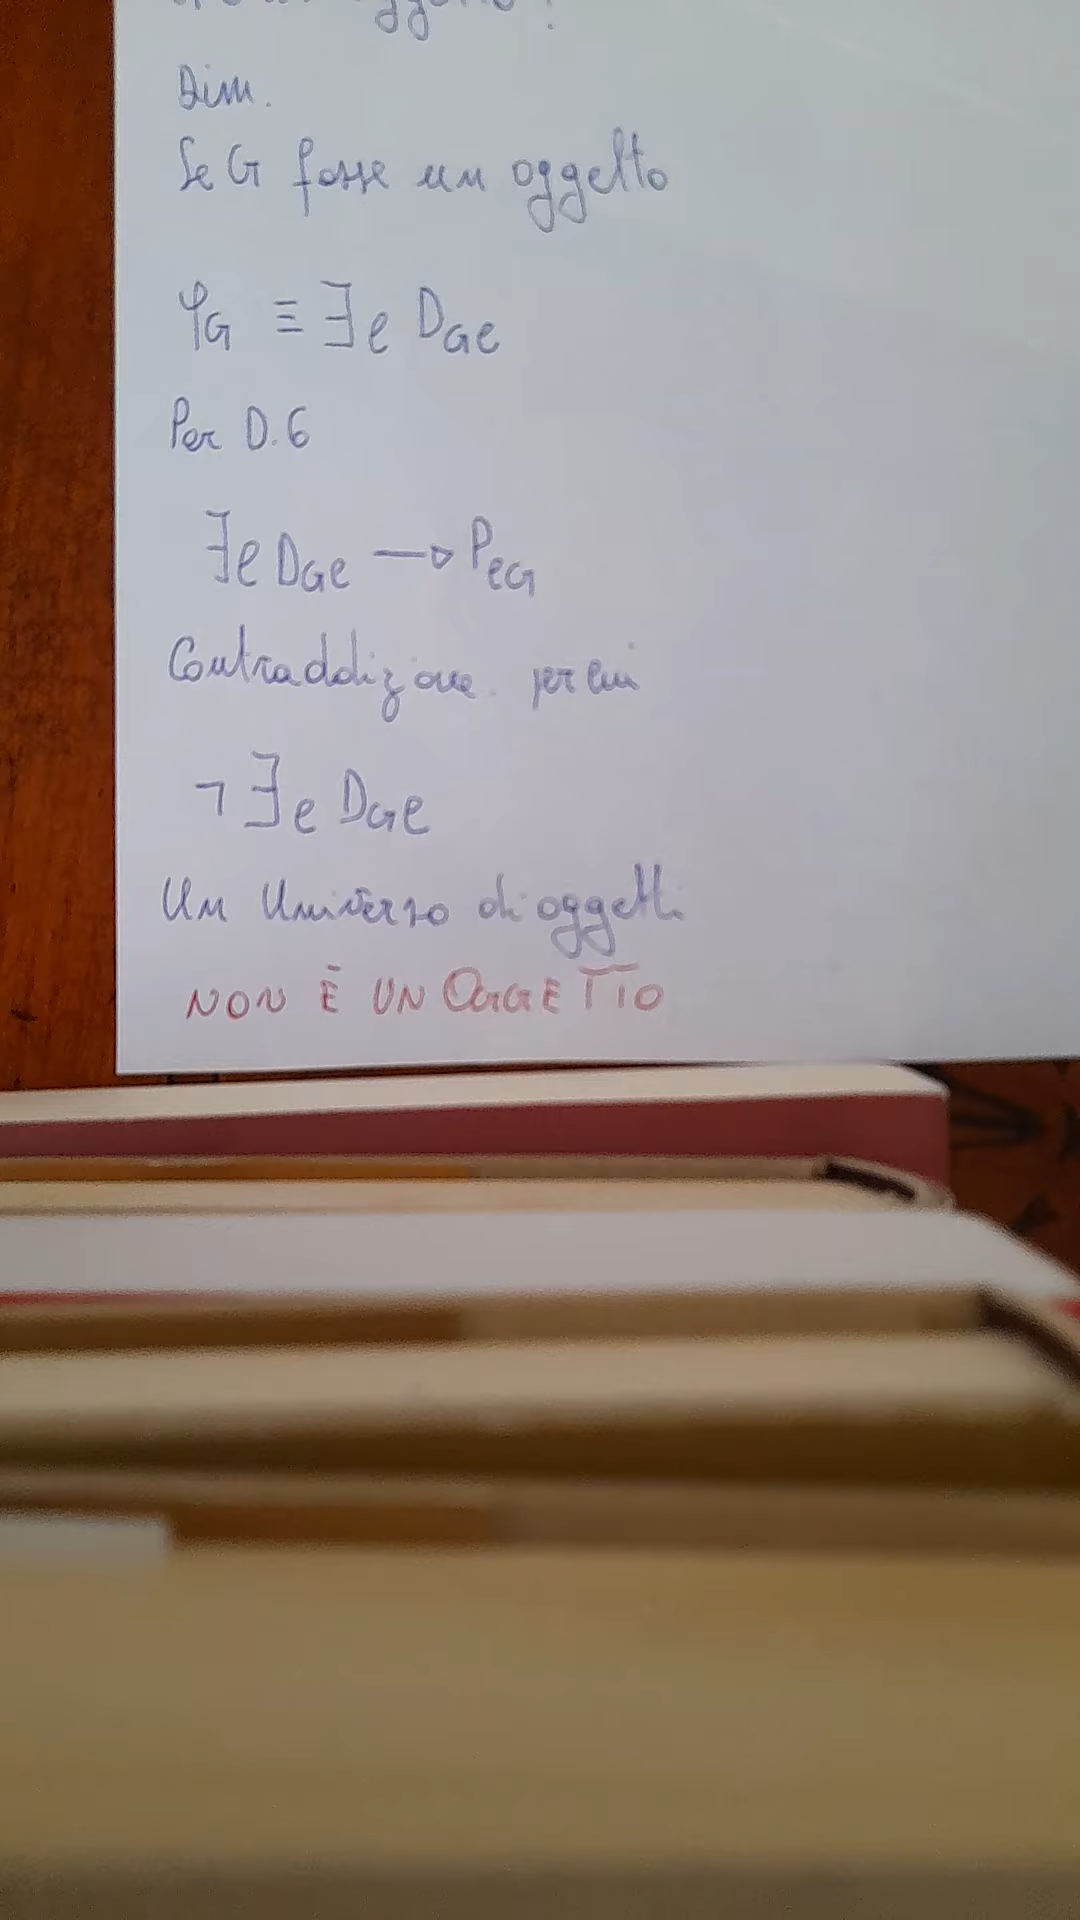 Dim.
Se G fosse un oggetto
φG ≡ ∃e DGe
Per D.6
∃e DGe → PeG
Contraddizione per cui
¬∃e DGe
Un Universo di oggetti
NON È UN OGGETTO